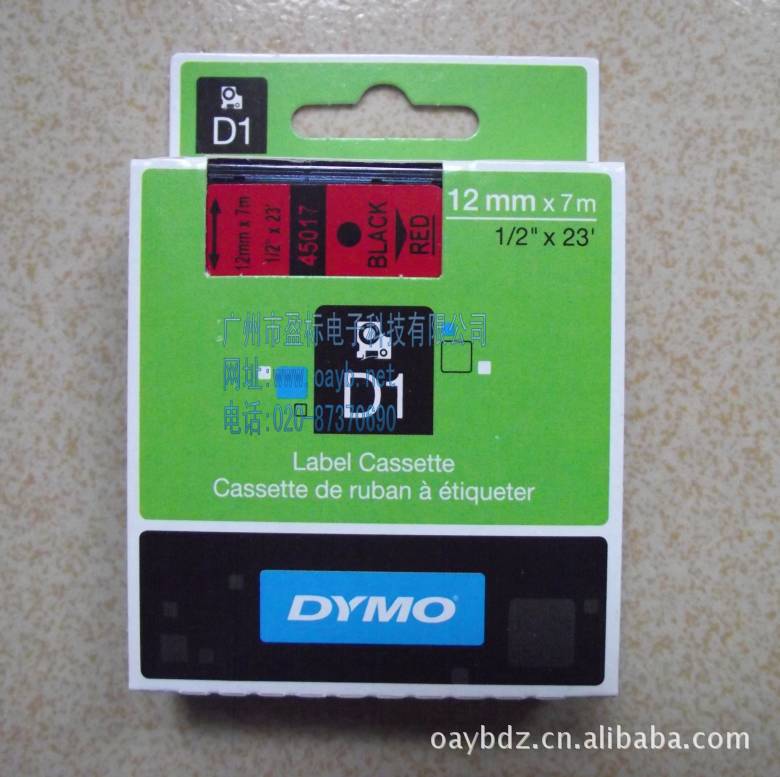 D1
12mm x 7m
1/2" x 23'
45017
BLACK
RED
12 mm x 7m
1/2" x 23'
广州市盈标电子科技有限公司
网址:www.oayb.net
电话:020-87370690
D1
Label Cassette
Cassette de ruban à étiqueter
DYMO
oaybdz.cn.alibaba.com